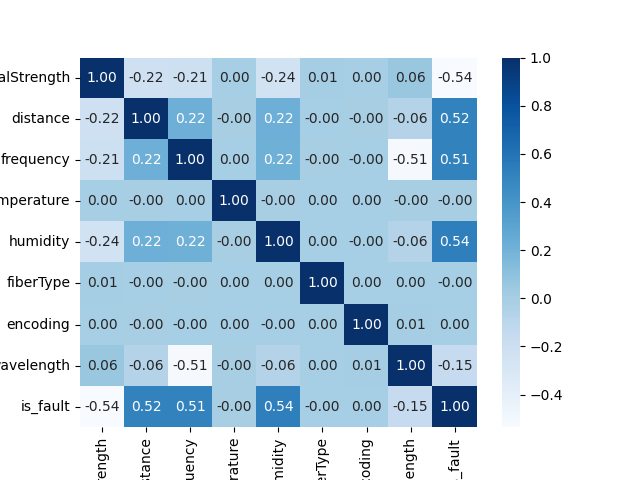 alStrength 1.00 -0.22 -0.21 0.00 -0.24 0.01 0.00 0.06 -0.54
distance -0.22 1.00 0.22 -0.00 0.22 -0.00 -0.00 -0.06 0.52
frequency -0.21 0.22 1.00 0.00 0.22 -0.00 -0.00 -0.51 0.51
mperature 0.00 -0.00 0.00 1.00 -0.00 0.00 0.00 -0.00 -0.00
humidity -0.24 0.22 0.22 -0.00 1.00 0.00 -0.00 -0.06 0.54
fiberType 0.01 -0.00 -0.00 0.00 0.00 1.00 0.00 0.00 -0.00
encoding 0.00 -0.00 -0.00 0.00 -0.00 0.00 1.00 0.01 0.00
avelength 0.06 -0.06 -0.51 -0.00 -0.06 0.00 0.01 1.00 -0.15
is_fault -0.54 0.52 0.51 -0.00 0.54 -0.00 0.00 -0.15 1.00
rength
stance
uency
rature
midity
erType
oding
ength
_fault
1.0
0.8
0.6
0.4
0.2
0.0
−0.2
−0.4